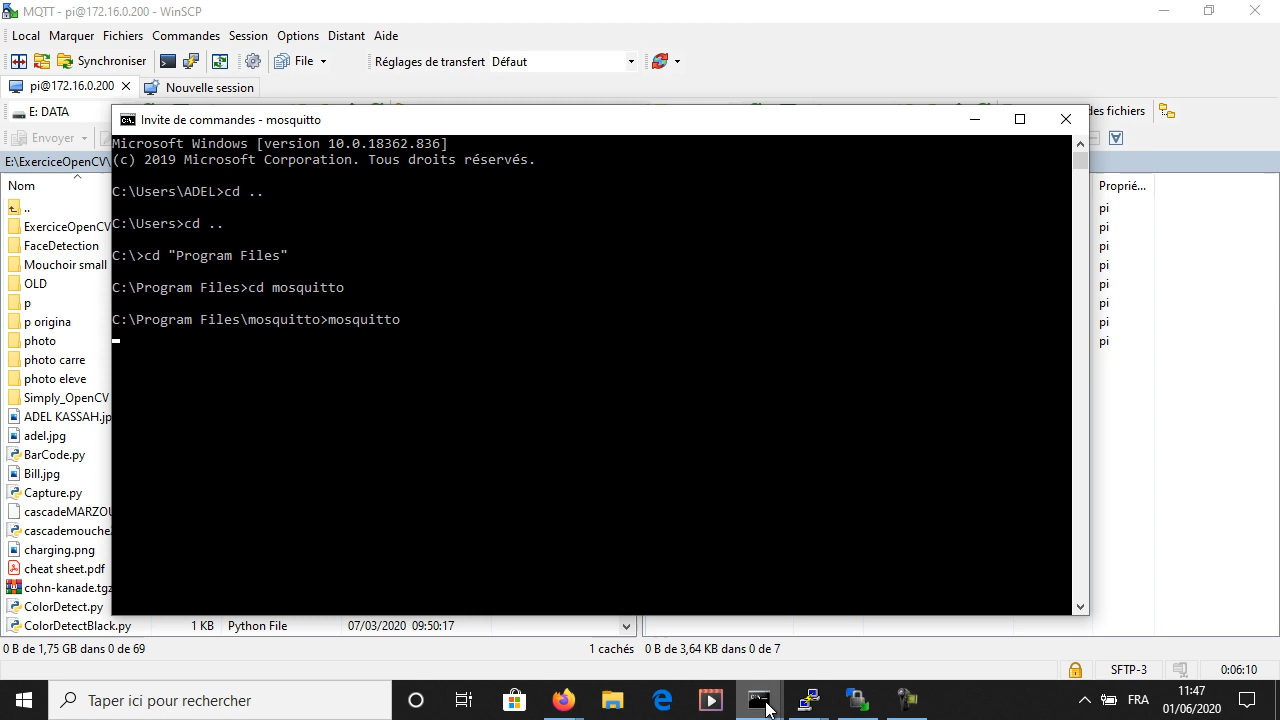 MQTT - pi@172.16.0.200 - WinSCP
Local Marquer Fichiers Commandes Session Options Distant Aide
Synchroniser File Réglages de transfert Défaut
pi@172.16.0.200 Nouvelle session
E: DATA des fichiers
Envoyer
Invite de commandes - mosquitto
Microsoft Windows [version 10.0.18362.836]
(c) 2019 Microsoft Corporation. Tous droits réservés.
C:\Users\ADEL>cd ..
C:\Users>cd ..
C:\>cd "Program Files"
C:\Program Files>cd mosquitto
C:\Program Files\mosquitto>mosquitto
E:\ExerciceOpenCV\
Nom
..
ExerciceOpenCV
FaceDetection
Mouchoir small
OLD
p
p origina
photo
photo carre
photo eleve
Simply_OpenCV
ADEL KASSAH.jp
adel.jpg
BarCode.py
Bill.jpg
Capture.py
cascadeMARZOU
cascademouche
charging.png
cheat sheet.pdf
cohn-kanade.tgz
ColorDetect.py
ColorDetectBlack.py 1 KB Python File 07/03/2020 09:50:17
Proprié...
pi
pi
pi
pi
pi
pi
pi
pi
0 B de 1,75 GB dans 0 de 69 1 cachés 0 B de 3,64 KB dans 0 de 7
SFTP-3 0:06:10
Taper ici pour rechercher FRA 11:47
01/06/2020